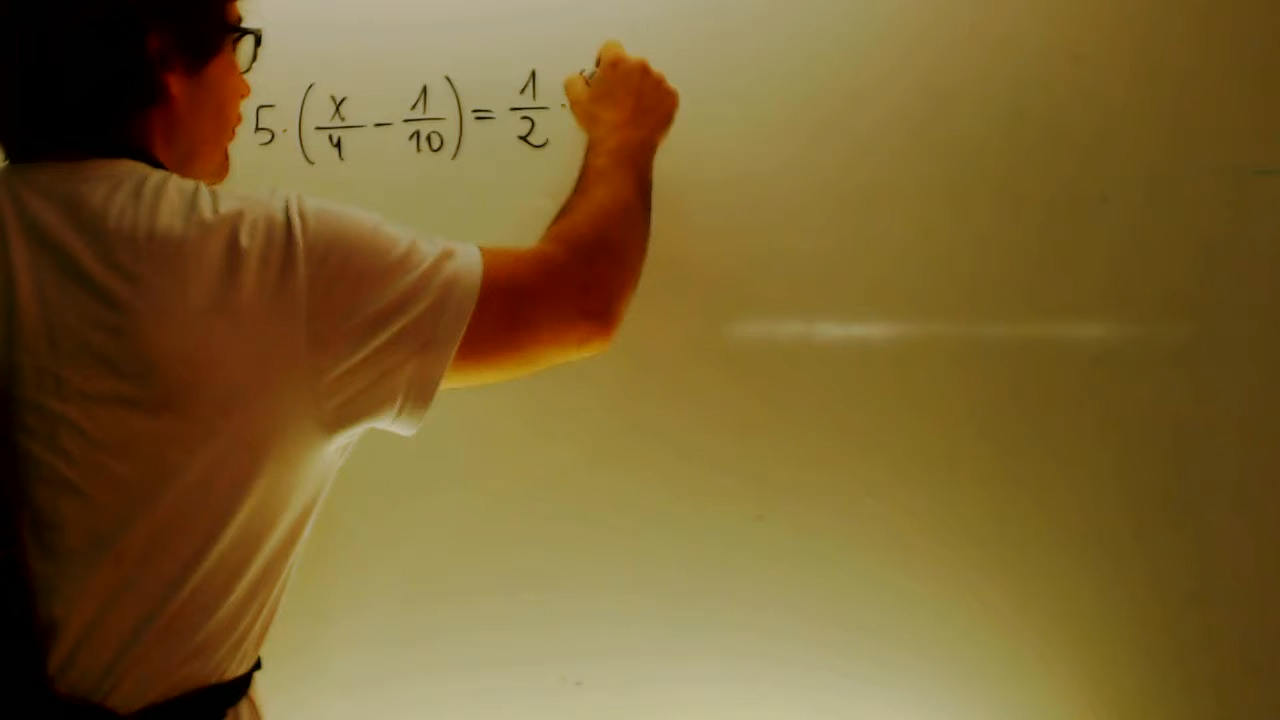 5·(x/4 − 1/10) = 1/2 ·